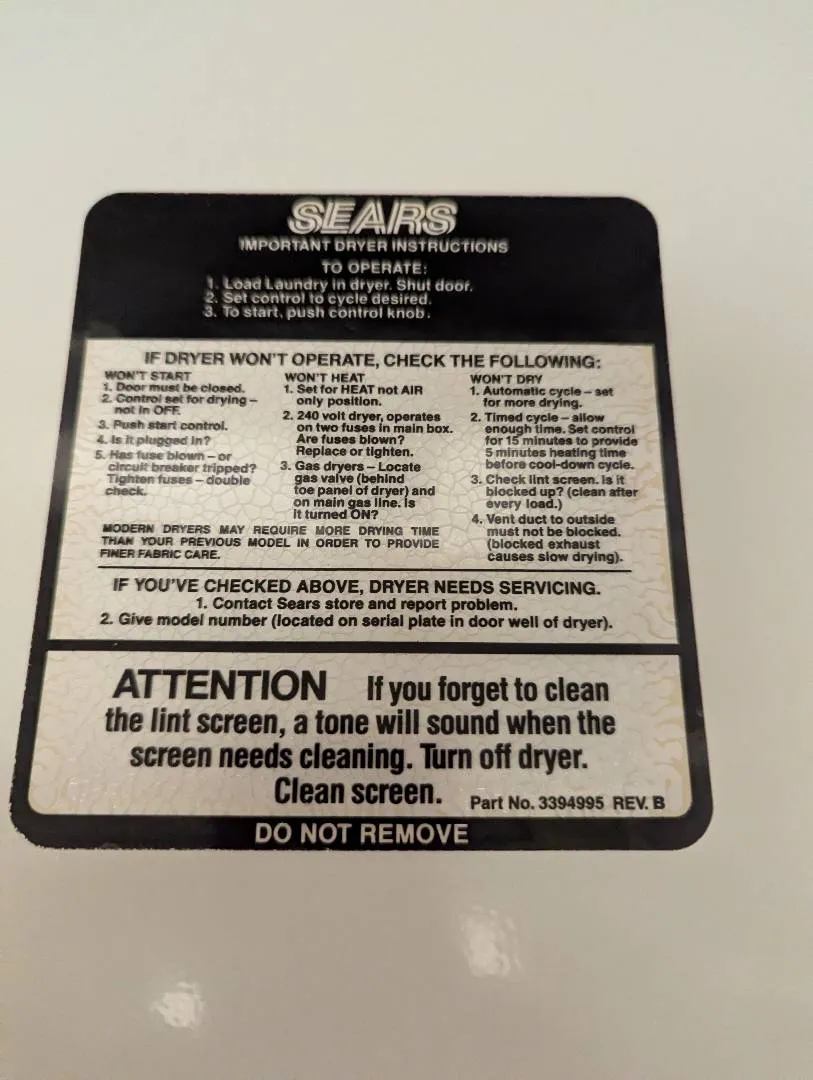 SEARS
IMPORTANT DRYER INSTRUCTIONS
TO OPERATE:
1. Load Laundry in dryer. Shut door.
2. Set control to cycle desired.
3. To start, push control knob.
IF DRYER WON'T OPERATE, CHECK THE FOLLOWING:
WON'T START
1. Door must be closed.
2. Control set for drying –
not in OFF.
3. Push start control.
4. Is it plugged in?
5. Has fuse blown – or
circuit breaker tripped?
Tighten fuses – double
check.
WON'T HEAT
1. Set for HEAT not AIR
only position.
2. 240 volt dryer, operates
on two fuses in main box.
Are fuses blown?
Replace or tighten.
3. Gas dryers – Locate
gas valve (behind
toe panel of dryer) and
on main gas line. Is
it turned ON?
WON'T DRY
1. Automatic cycle – set
for more drying.
2. Timed cycle – allow
enough time. Set control
for 15 minutes to provide
5 minutes heating time
before cool-down cycle.
3. Check lint screen. Is it
blocked up? (clean after
every load.)
4. Vent duct to outside
must not be blocked.
(blocked exhaust
causes slow drying).
MODERN DRYERS MAY REQUIRE MORE DRYING TIME
THAN YOUR PREVIOUS MODEL IN ORDER TO PROVIDE
FINER FABRIC CARE.
IF YOU'VE CHECKED ABOVE, DRYER NEEDS SERVICING.
1. Contact Sears store and report problem.
2. Give model number (located on serial plate in door well of dryer).
ATTENTION If you forget to clean
the lint screen, a tone will sound when the
screen needs cleaning. Turn off dryer.
Clean screen. Part No. 3394995 REV. B
DO NOT REMOVE